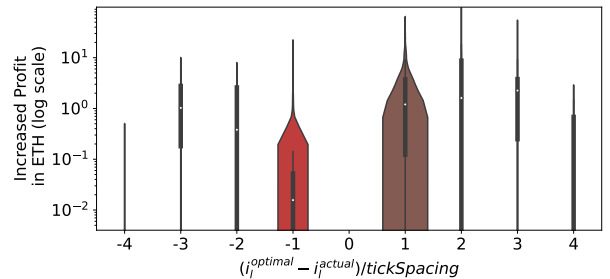 Increased Profit
in ETH (log scale)
10¹
10⁰
10⁻¹
10⁻²
-4 -3 -2 -1 0 1 2 3 4
(i_l^{optimal} − i_l^{actual})/tickSpacing